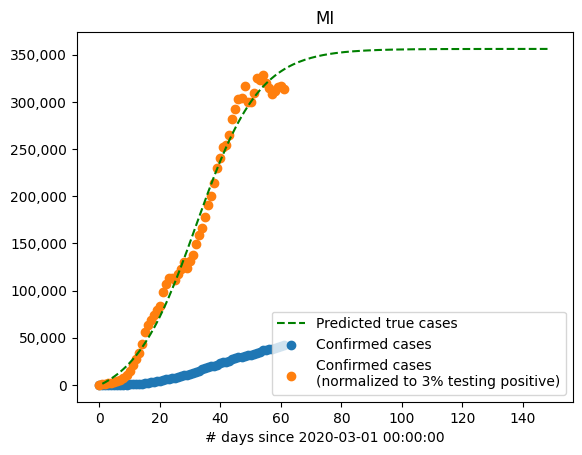 MI
350,000
300,000
250,000
200,000
150,000
100,000
50,000
0
Predicted true cases
Confirmed cases
Confirmed cases
(normalized to 3% testing positive)
0 20 40 60 80 100 120 140
# days since 2020-03-01 00:00:00